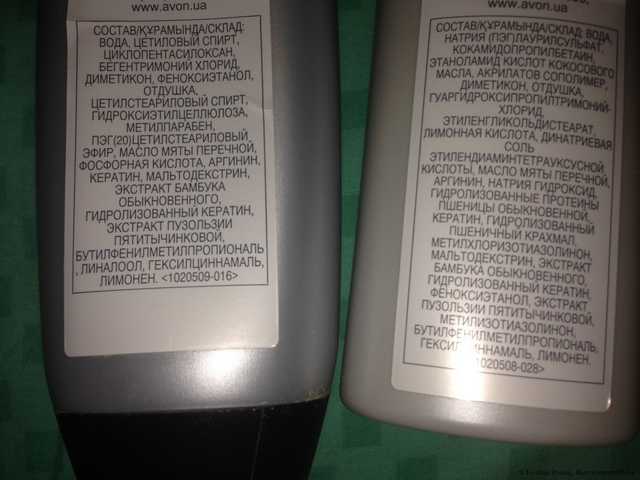 www.avon.ua
СОСТАВ/ҚҰРАМЫНДА/СКЛАД:
ВОДА, ЦЕТИЛОВЫЙ СПИРТ,
ЦИКЛОПЕНТАСИЛОКСАН,
БЕГЕНТРИМОНИЙ ХЛОРИД,
ДИМЕТИКОН, ФЕНОКСИЭТАНОЛ,
ОТДУШКА,
ЦЕТИЛСТЕАРИЛОВЫЙ СПИРТ,
ГИДРОКСИЭТИЛЦЕЛЛЮЛОЗА,
МЕТИЛПАРАБЕН,
ПЭГ(20)ЦЕТИЛСТЕАРИЛОВЫЙ
ЭФИР, МАСЛО МЯТЫ ПЕРЕЧНОЙ,
ФОСФОРНАЯ КИСЛОТА, АРГИНИН,
КЕРАТИН, МАЛЬТОДЕКСТРИН,
ЭКСТРАКТ БАМБУКА
ОБЫКНОВЕННОГО,
ГИДРОЛИЗОВАННЫЙ КЕРАТИН,
ЭКСТРАКТ ПУЗОЛЬЗИИ
ПЯТИТЫЧИНКОВОЙ,
БУТИЛФЕНИЛМЕТИЛПРОПИОНАЛЬ
, ЛИНАЛООЛ, ГЕКСИЛЦИННАМАЛЬ,
ЛИМОНЕН. <1020509-016>
www.avon.ua
СОСТАВ/ҚҰРАМЫНДА/СКЛАД: ВОДА,
НАТРИЯ (ПЭГ)ЛАУРИЛСУЛЬФАТ,
КОКАМИДОПРОПИЛБЕТАИН,
ЭТАНОЛАМИД КИСЛОТ КОКОСОВОГО
МАСЛА, АКРИЛАТОВ СОПОЛИМЕР,
ДИМЕТИКОН, ОТДУШКА,
ГУАРГИДРОКСИПРОПИЛТРИМОНИЙ-
ХЛОРИД,
ЭТИЛЕНГЛИКОЛЬДИСТЕАРАТ,
ЛИМОННАЯ КИСЛОТА, ДИНАТРИЕВАЯ
СОЛЬ
ЭТИЛЕНДИАМИНТЕТРАУКСУСНОЙ
КИСЛОТЫ, МАСЛО МЯТЫ ПЕРЕЧНОЙ,
АРГИНИН, НАТРИЯ ГИДРОКСИД,
ГИДРОЛИЗОВАННЫЕ ПРОТЕИНЫ
ПШЕНИЦЫ ОБЫКНОВЕННОЙ,
КЕРАТИН, ГИДРОЛИЗОВАННЫЙ
ПШЕНИЧНЫЙ КРАХМАЛ,
МЕТИЛХЛОРИЗОТИАЗОЛИНОН,
МАЛЬТОДЕКСТРИН, ЭКСТРАКТ
БАМБУКА ОБЫКНОВЕННОГО,
ГИДРОЛИЗОВАННЫЙ КЕРАТИН,
ФЕНОКСИЭТАНОЛ, ЭКСТРАКТ
ПУЗОЛЬЗИИ ПЯТИТЫЧИНКОВОЙ,
МЕТИЛИЗОТИАЗОЛИНОН,
БУТИЛФЕНИЛМЕТИЛПРОПИОНАЛЬ,
ГЕКСИЛЦИННАМАЛЬ, ЛИМОНЕН.
1020508-028>